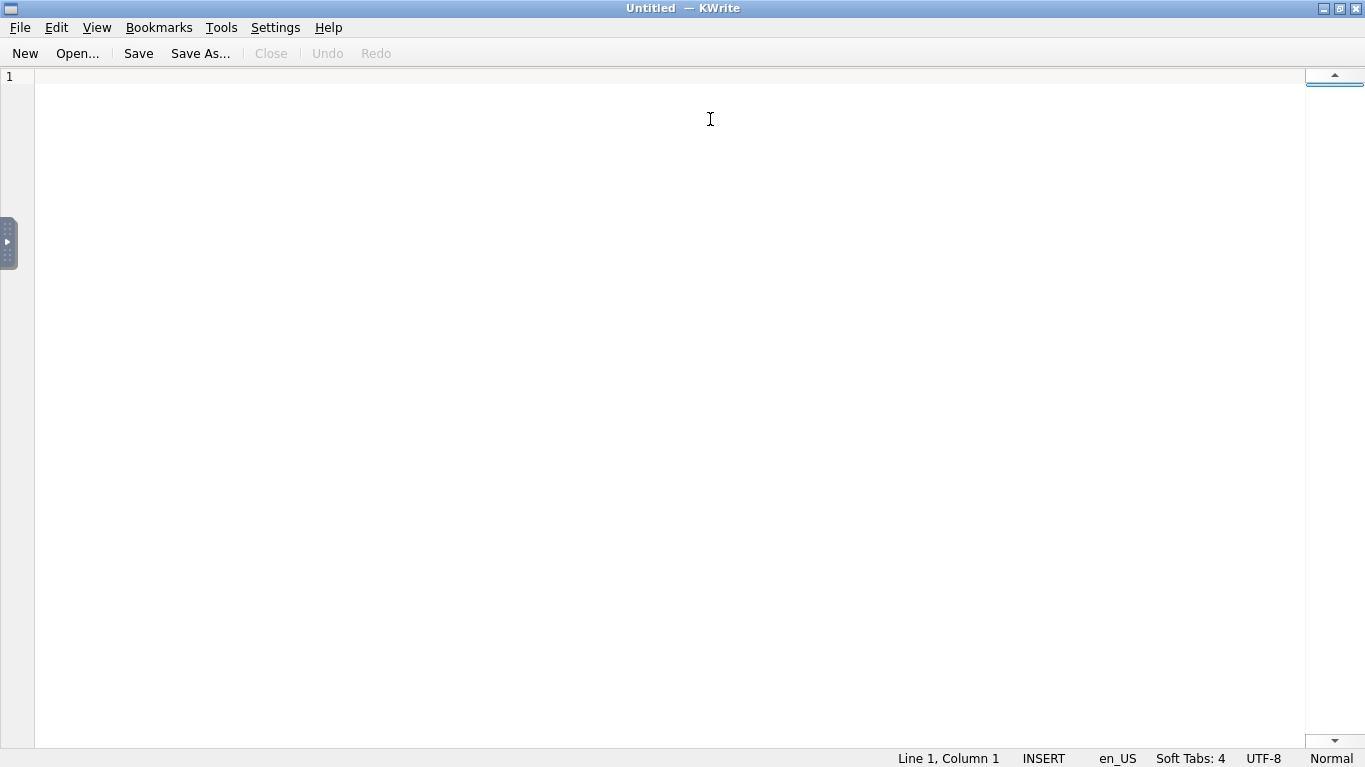 Untitled — KWrite
File Edit View Bookmarks Tools Settings Help
New Open... Save Save As... Close Undo Redo
1
Line 1, Column 1 INSERT en_US Soft Tabs: 4 UTF-8 Normal